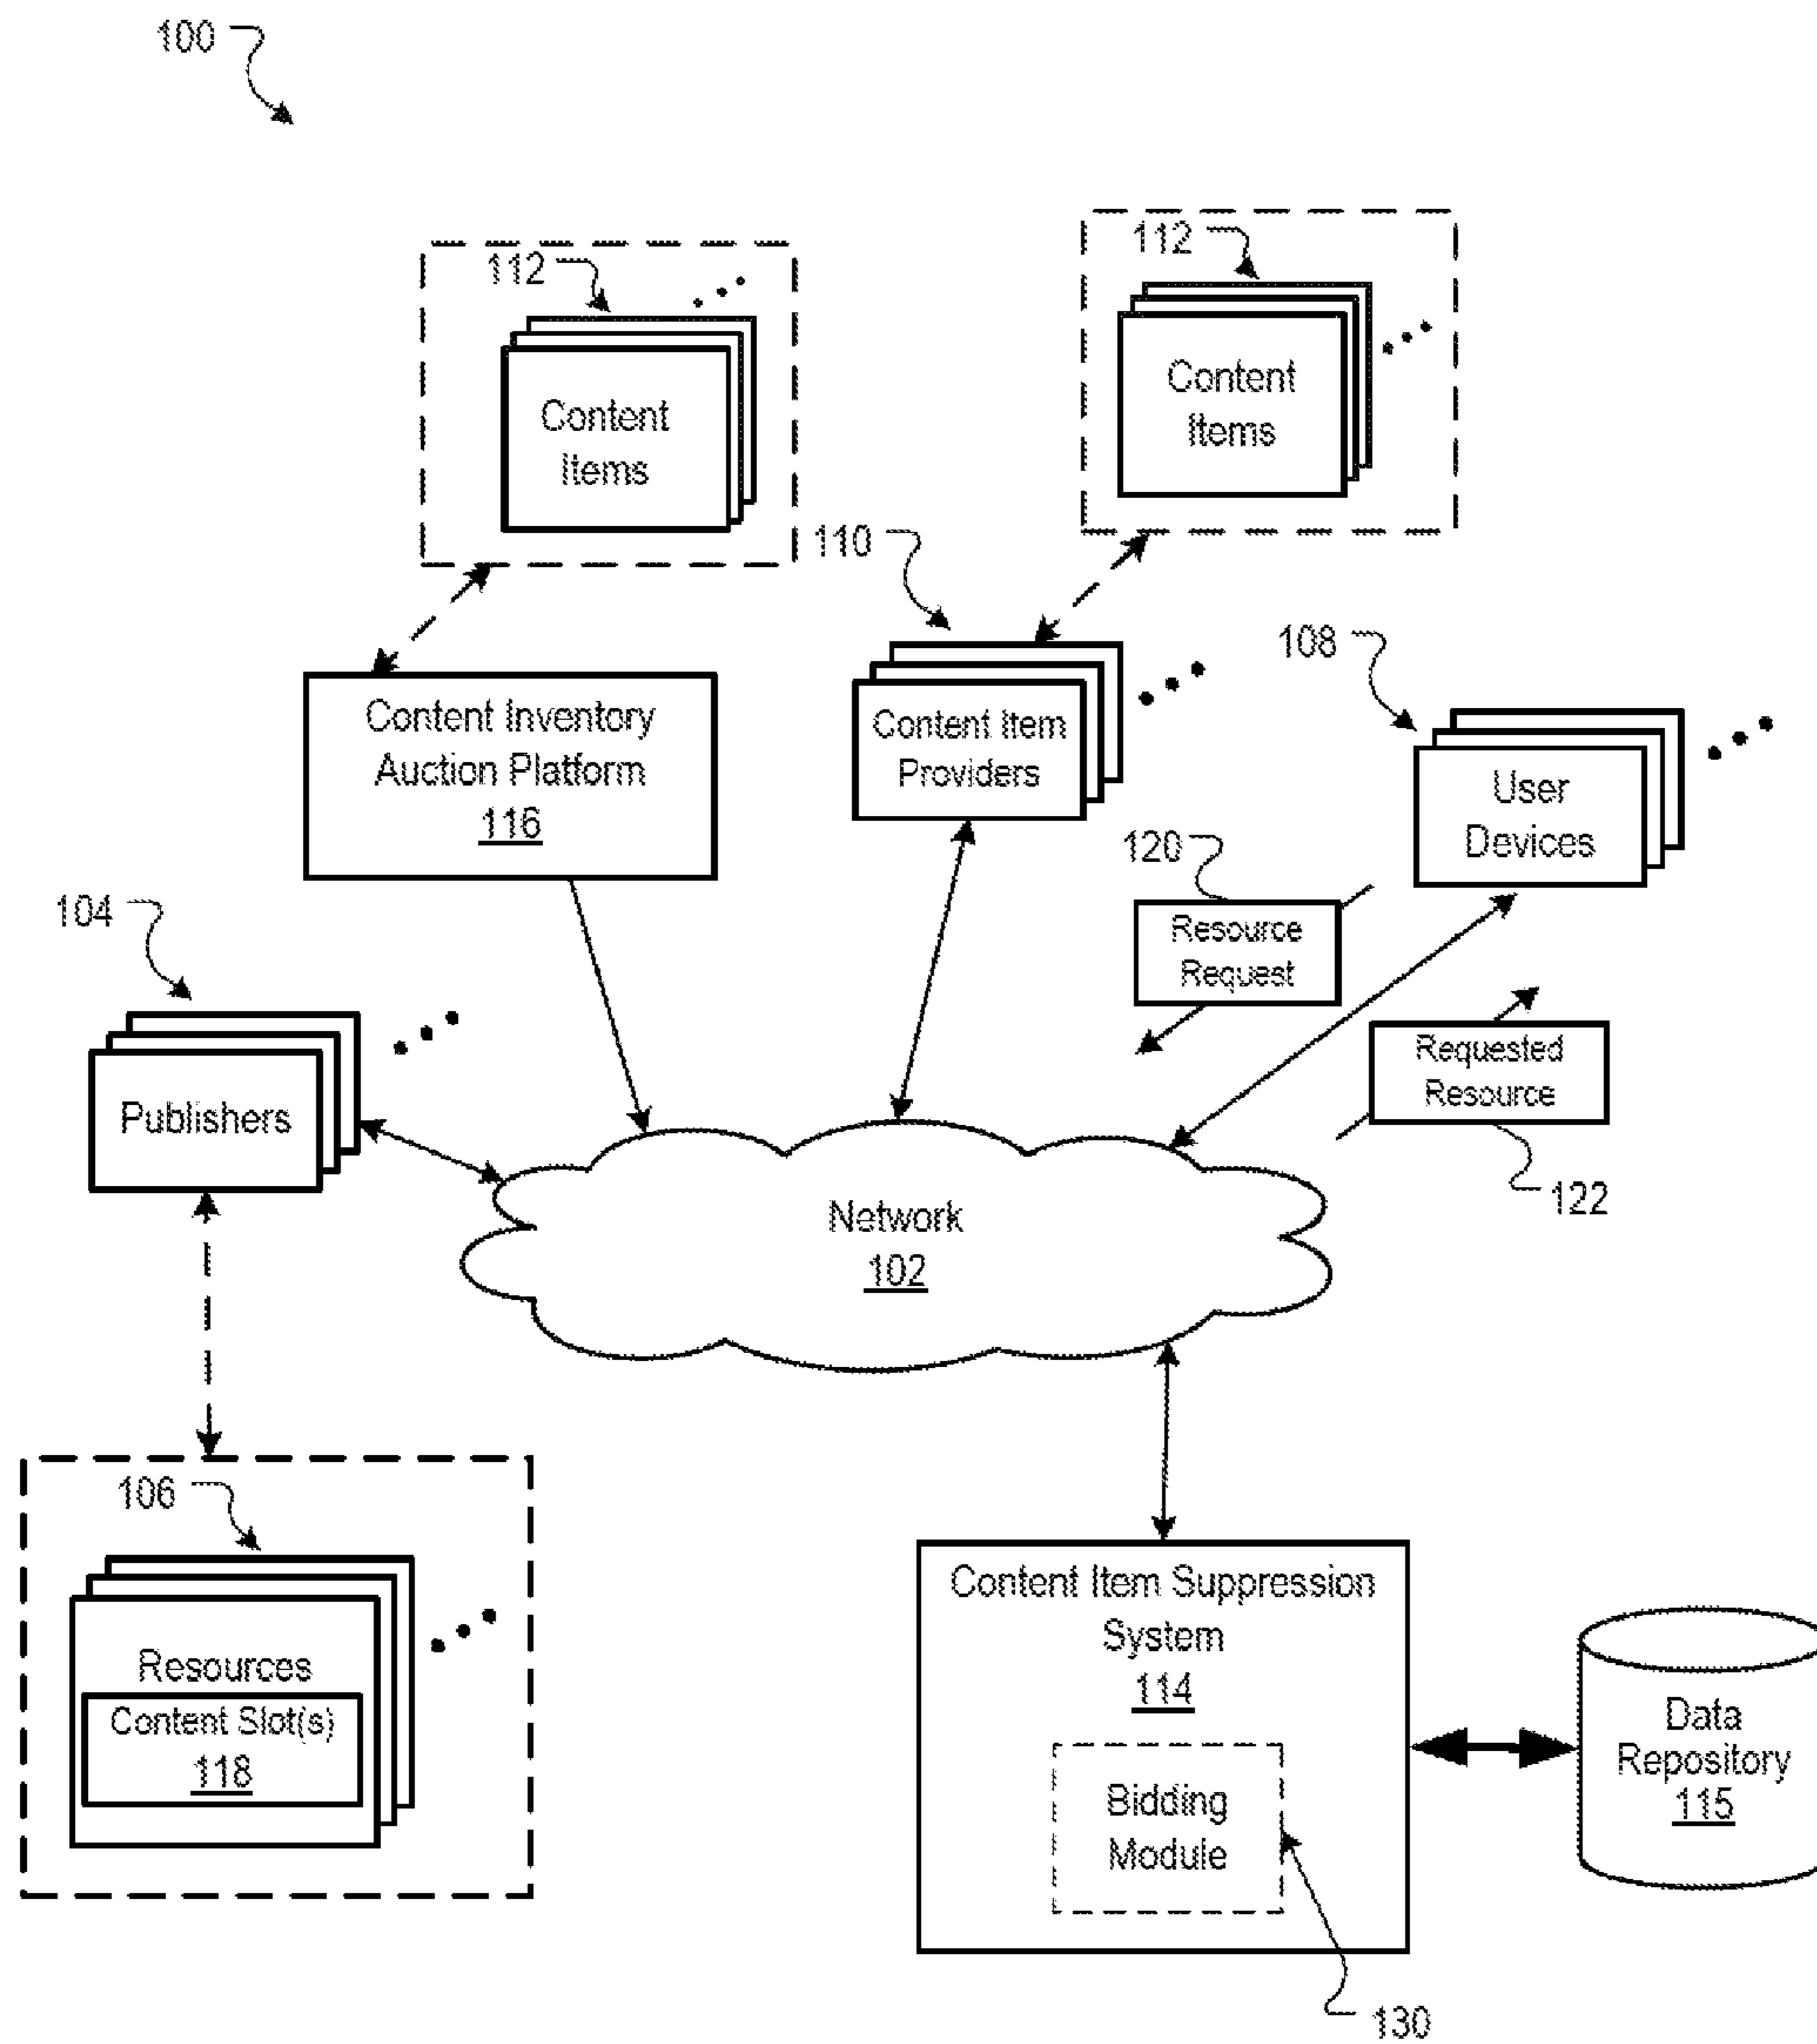 100
112
Content
Items
112
Content
Items
110
Content Item
Providers
108
User
Devices
Content Inventory
Auction Platform
116
120
Resource
Request
104
Publishers
Requested
Resource
122
Network
102
106
Resources
Content Slot(s)
118
Content Item Suppression
System
114
Bidding
Module
130
Data
Repository
115